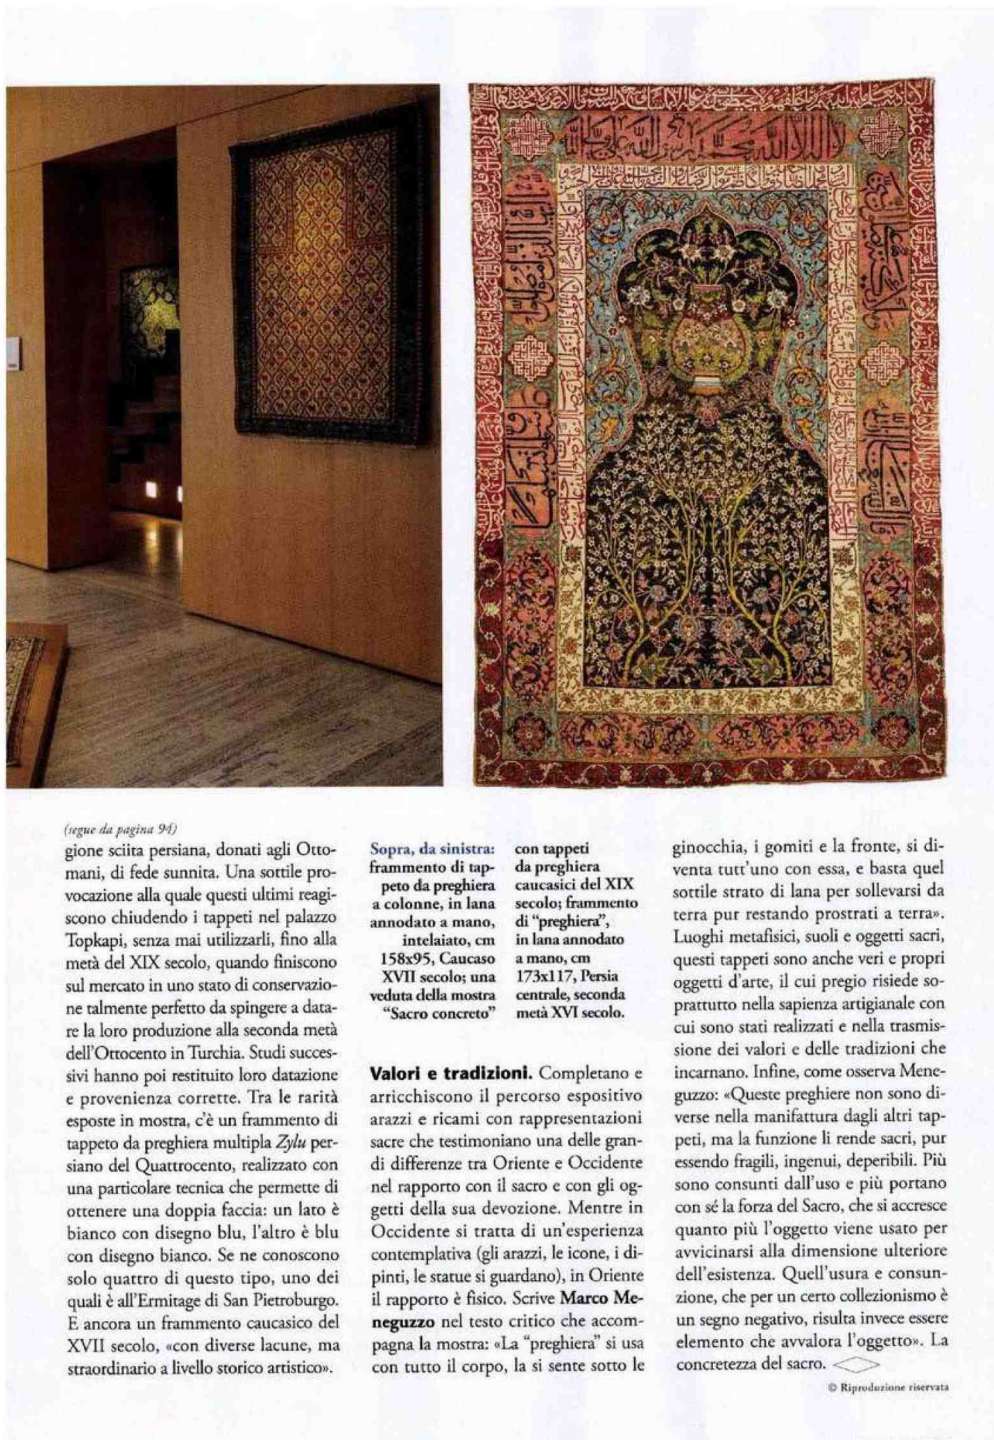 (segue da pagina 94)
gione sciita persiana, donati agli Otto-
mani, di fede sunnita. Una sottile pro-
vocazione alla quale questi ultimi reagi-
scono chiudendo i tappeti nel palazzo
Topkapi, senza mai utilizzarli, fino alla
metà del XIX secolo, quando finiscono
sul mercato in uno stato di conservazio-
ne talmente perfetto da spingere a data-
re la loro produzione alla seconda metà
dell'Ottocento in Turchia. Studi succes-
sivi hanno poi restituito loro datazione
e provenienza corrette. Tra le rarità
esposte in mostra, c'è un frammento di
tappeto da preghiera multipla Zylu per-
siano del Quattrocento, realizzato con
una particolare tecnica che permette di
ottenere una doppia faccia: un lato è
bianco con disegno blu, l'altro è blu
con disegno bianco. Se ne conoscono
solo quattro di questo tipo, uno dei
quali è all'Ermitage di San Pietroburgo.
E ancora un frammento caucasico del
XVII secolo, «con diverse lacune, ma
straordinario a livello storico artistico».
Sopra, da sinistra:
frammento di tap-
peto da preghiera
a colonne, in lana
annodato a mano,
intelaiato, cm
158x95, Caucaso
XVII secolo; una
veduta della mostra
"Sacro concreto"
con tappeti
da preghiera
caucasici del XIX
secolo; frammento
di "preghiera",
in lana annodato
a mano, cm
173x117, Persia
centrale, seconda
metà XVI secolo.
Valori e tradizioni. Completano e
arricchiscono il percorso espositivo
arazzi e ricami con rappresentazioni
sacre che testimoniano una delle gran-
di differenze tra Oriente e Occidente
nel rapporto con il sacro e con gli og-
getti della sua devozione. Mentre in
Occidente si tratta di un'esperienza
contemplativa (gli arazzi, le icone, i di-
pinti, le statue si guardano), in Oriente
il rapporto è fisico. Scrive Marco Me-
neguzzo nel testo critico che accom-
pagna la mostra: «La "preghiera" si usa
con tutto il corpo, la si sente sotto le
ginocchia, i gomiti e la fronte, si di-
venta tutt'uno con essa, e basta quel
sottile strato di lana per sollevarsi da
terra pur restando prostrati a terra».
Luoghi metafisici, suoli e oggetti sacri,
questi tappeti sono anche veri e propri
oggetti d'arte, il cui pregio risiede so-
prattutto nella sapienza artigianale con
cui sono stati realizzati e nella trasmis-
sione dei valori e delle tradizioni che
incarnano. Infine, come osserva Mene-
guzzo: «Queste preghiere non sono di-
verse nella manifattura dagli altri tap-
peti, ma la funzione li rende sacri, pur
essendo fragili, ingenui, deperibili. Più
sono consunti dall'uso e più portano
con sé la forza del Sacro, che si accresce
quanto più l'oggetto viene usato per
avvicinarsi alla dimensione ulteriore
dell'esistenza. Quell'usura e consun-
zione, che per un certo collezionismo è
un segno negativo, risulta invece essere
elemento che avvalora l'oggetto». La
concretezza del sacro.
© Riproduzione riservata